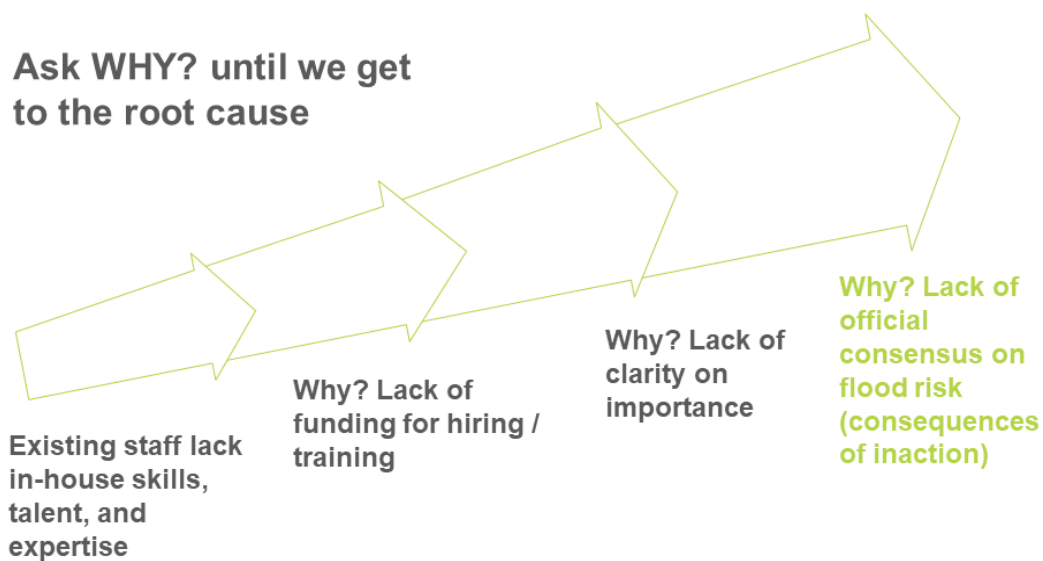 Ask WHY? until we get
to the root cause
Existing staff lack
in-house skills,
talent, and
expertise
Why? Lack of
funding for hiring /
training
Why? Lack of
clarity on
importance
Why? Lack of
official
consensus on
flood risk
(consequences
of inaction)